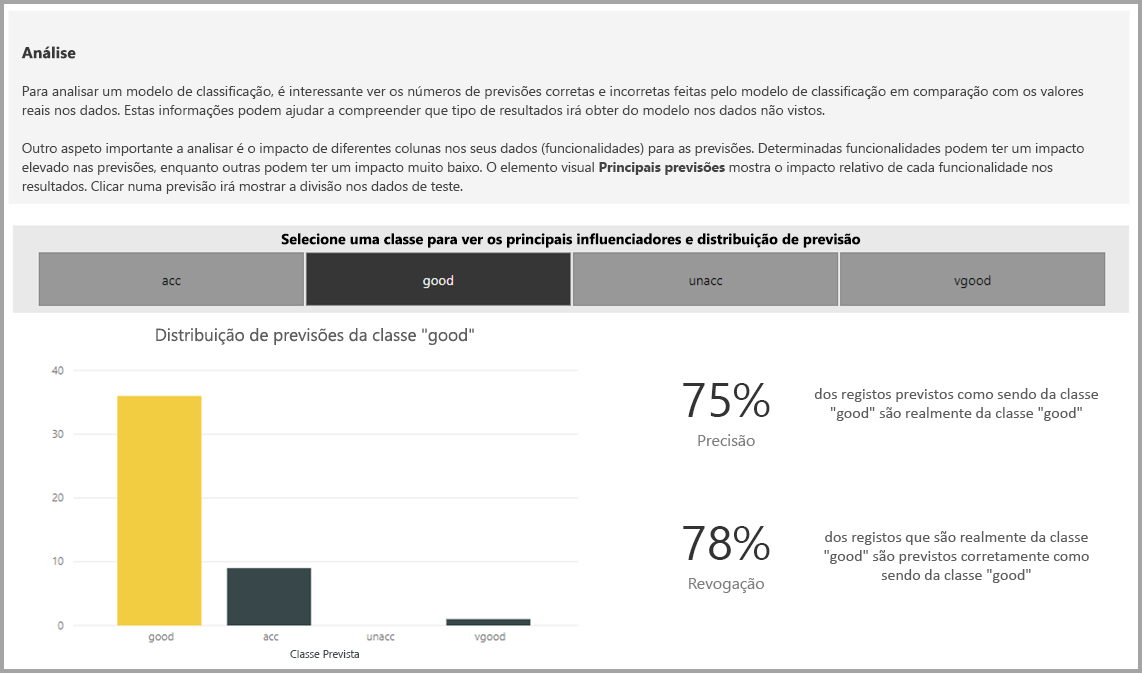 Análise
Para analisar um modelo de classificação, é interessante ver os números de previsões corretas e incorretas feitas pelo modelo de classificação em comparação com os valores
reais nos dados. Estas informações podem ajudar a compreender que tipo de resultados irá obter do modelo nos dados não vistos.
Outro aspeto importante a analisar é o impacto de diferentes colunas nos seus dados (funcionalidades) para as previsões. Determinadas funcionalidades podem ter um impacto
elevado nas previsões, enquanto outras podem ter um impacto muito baixo. O elemento visual Principais previsões mostra o impacto relativo de cada funcionalidade nos
resultados. Clicar numa previsão irá mostrar a divisão nos dados de teste.
Selecione uma classe para ver os principais influenciadores e distribuição de previsão
acc good unacc vgood
Distribuição de previsões da classe "good"
40
30
20
10
0
good acc unacc vgood
Classe Prevista
75%
Precisão
dos registos previstos como sendo da classe
"good" são realmente da classe "good"
78%
Revogação
dos registos que são realmente da classe
"good" são previstos corretamente como
sendo da classe "good"